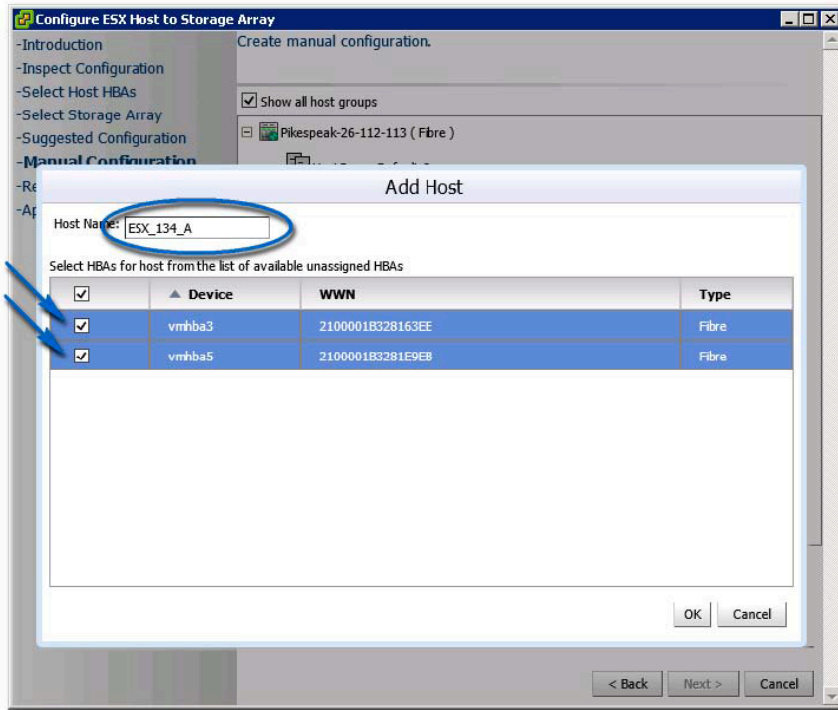 Configure ESX Host to Storage Array
-Introduction
-Inspect Configuration
-Select Host HBAs
-Select Storage Array
-Suggested Configuration
-Manual Configuration
-Re
-Ap
Create manual configuration.
Show all host groups
Pikespeak-26-112-113 ( Fibre )
Add Host
Host Name: ESX_134_A
Select HBAs for host from the list of available unassigned HBAs
Device WWN Type
vmhba3 2100001B328163EE Fibre
vmhba5 2100001B3281E9EB Fibre
OK Cancel
< Back Next > Cancel